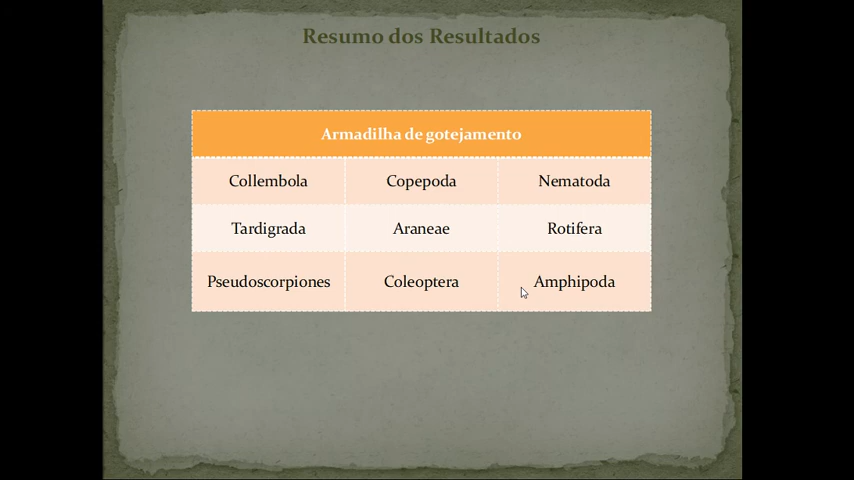 Resumo dos Resultados
Armadilha de gotejamento
Collembola Copepoda Nematoda
Tardigrada Araneae Rotifera
Pseudoscorpiones Coleoptera Amphipoda